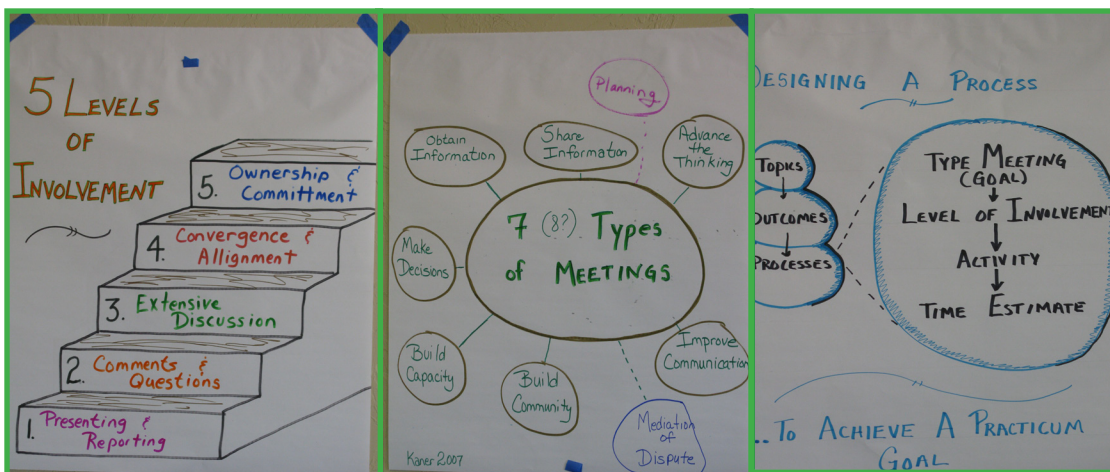 5 LEVELS
OF
INVOLVEMENT
5. Ownership &
Committment
4. Convergence &
Allignment
3. Extensive
Discussion
2. Comments &
Questions
1. Presenting &
Reporting
Planning
Obtain
Information
Share
Information
Advance
the
Thinking
7 (8?) Types
of MEETINGS
Make
Decisions
Build
Capacity
Build
Community
Improve
Communication
Mediation
of
Dispute
Kaner 2007
DESIGNING A PROCESS
TOPICS
OUTCOMES
PROCESSES
TYPE MEETING
(GOAL)
LEVEL OF INVOLVEMENT
ACTIVITY
TIME ESTIMATE
...TO ACHIEVE A PRACTICUM
GOAL